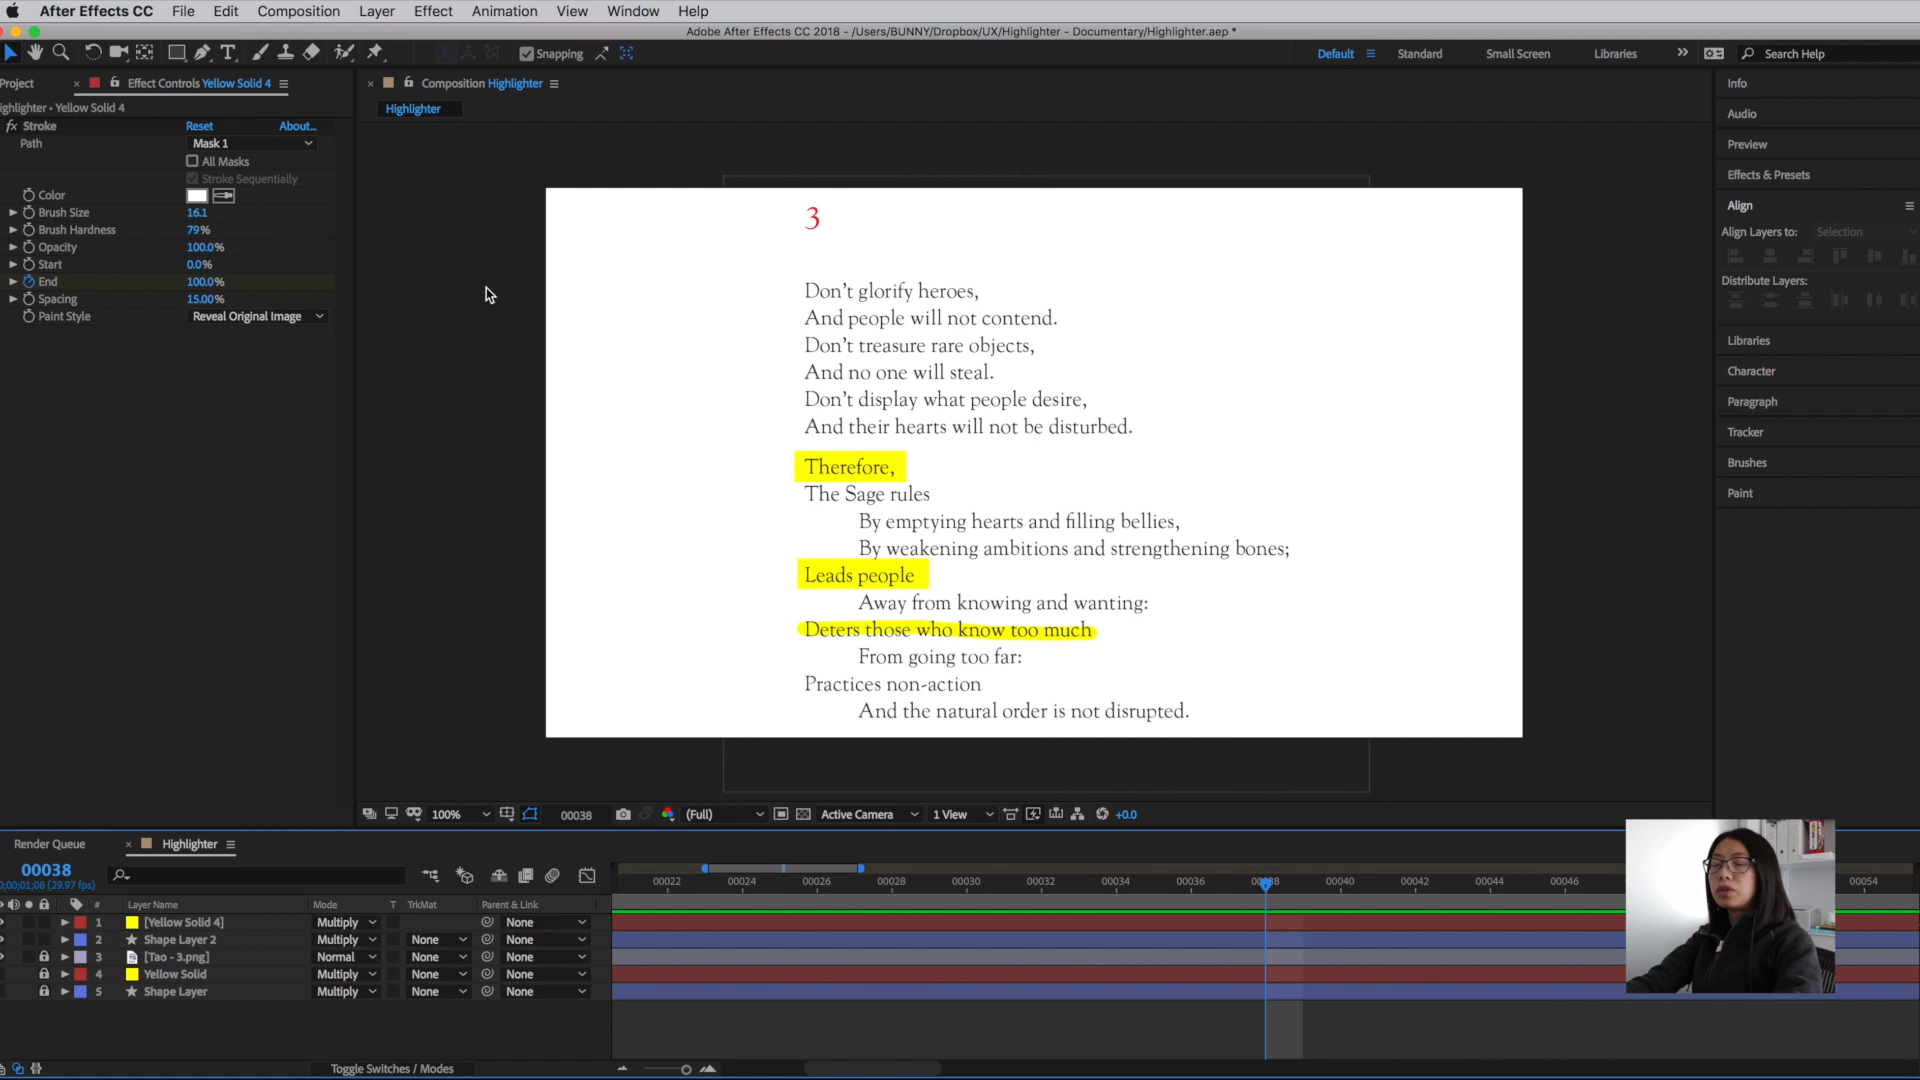 After Effects CC File Edit Composition Layer Effect Animation View Window Help
Adobe After Effects CC 2018 - /Users/BUNNY/Dropbox/UX/Highlighter - Documentary/Highlighter.aep *
Snapping Default Standard Small Screen Libraries Search Help
Project Effect Controls Yellow Solid 4
Composition Highlighter
ighlighter • Yellow Solid 4
Highlighter
fx Stroke Reset About...
Path Mask 1
All Masks
Stroke Sequentially
Color
Brush Size 16.1
Brush Hardness 79%
Opacity 100.0%
Start 0.0%
End 100.0%
Spacing 15.00%
Paint Style Reveal Original Image
3
Don't glorify heroes,
And people will not contend.
Don't treasure rare objects,
And no one will steal.
Don't display what people desire,
And their hearts will not be disturbed.
Therefore,
The Sage rules
By emptying hearts and filling bellies,
By weakening ambitions and strengthening bones;
Leads people
Away from knowing and wanting:
Deters those who know too much
From going too far:
Practices non-action
And the natural order is not disrupted.
Info
Audio
Preview
Effects & Presets
Align
Align Layers to: Selection
Distribute Layers:
Libraries
Character
Paragraph
Tracker
Brushes
Paint
100% 00038 (Full) Active Camera 1 View +0.0
Render Queue Highlighter
00038
0;00;01;08 (29.97 fps)
00022 00024 00026 00028 00030 00032 00034 00036 00038 00040 00042 00044 00046 00054
# Layer Name Mode T TrkMat Parent & Link
1 [Yellow Solid 4] Multiply None
2 Shape Layer 2 Multiply None None
3 [Tao - 3.png] Normal None None
4 Yellow Solid Multiply None None
5 Shape Layer Multiply None None
Toggle Switches / Modes